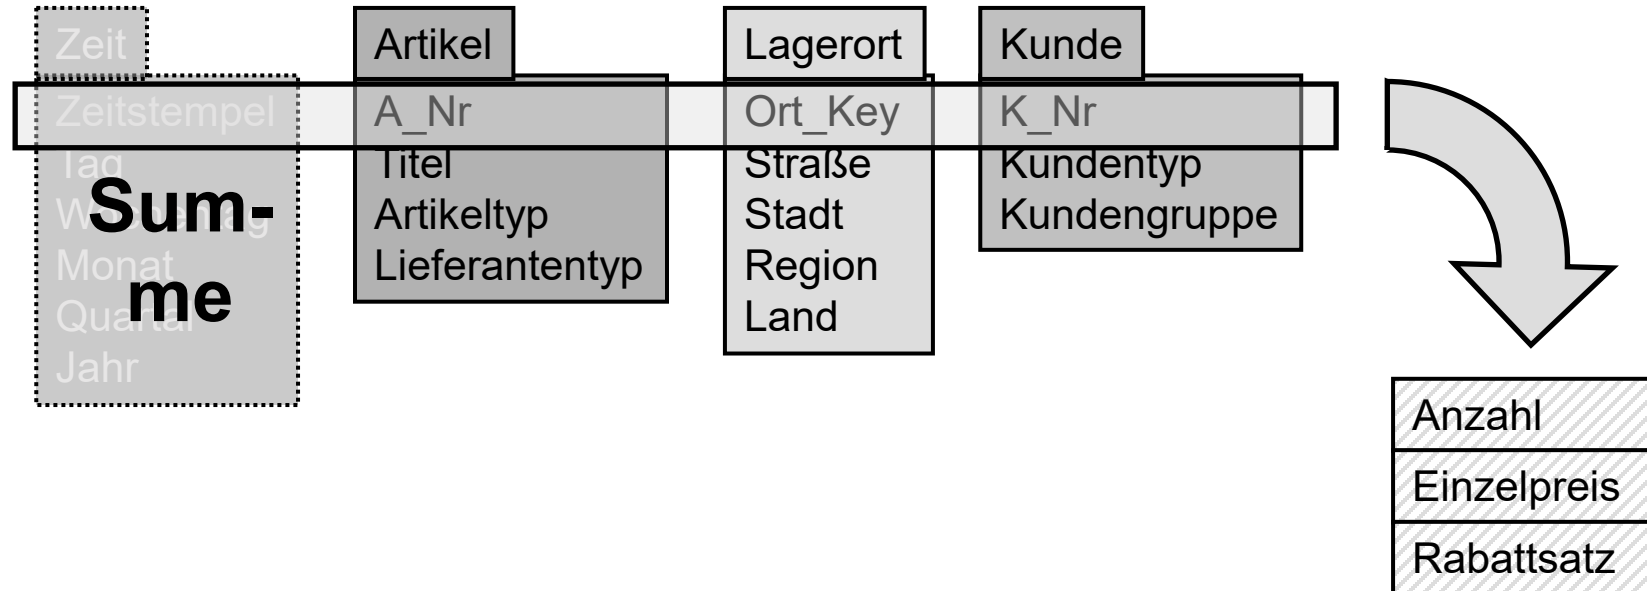 Zeit
Zeitstempel
Tag
Monat
Quartal
Jahr
Sum-
me
Artikel
A_Nr
Titel
Artikeltyp
Lieferantentyp
Lagerort
Ort_Key
Straße
Stadt
Region
Land
Kunde
K_Nr
Kundentyp
Kundengruppe
Anzahl
Einzelpreis
Rabattsatz